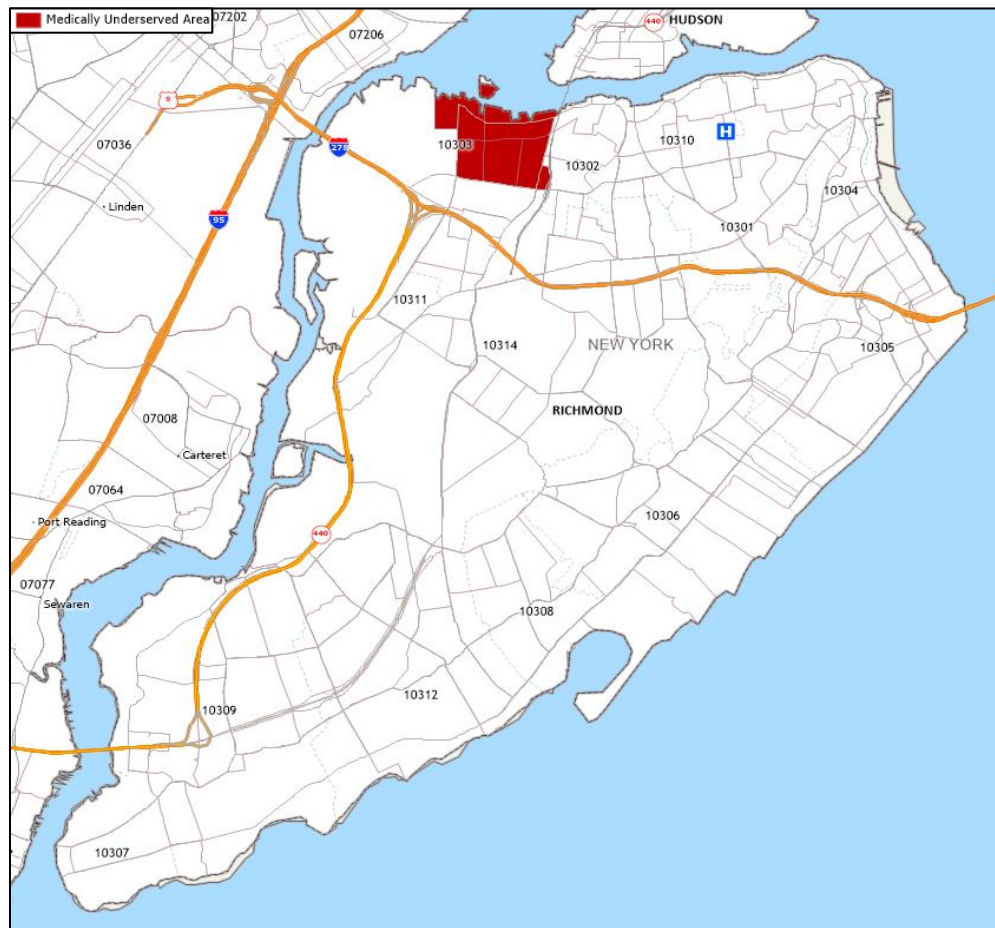 Medically Underserved Area
07202
440
HUDSON
07206
9
07036
278
10303
10302
10310
H
10304
Linden
95
10301
10311
10314
NEW YORK
10305
RICHMOND
07008
Carteret
07064
Port Reading
10306
440
07077
Sewaren
10308
10312
10309
10307